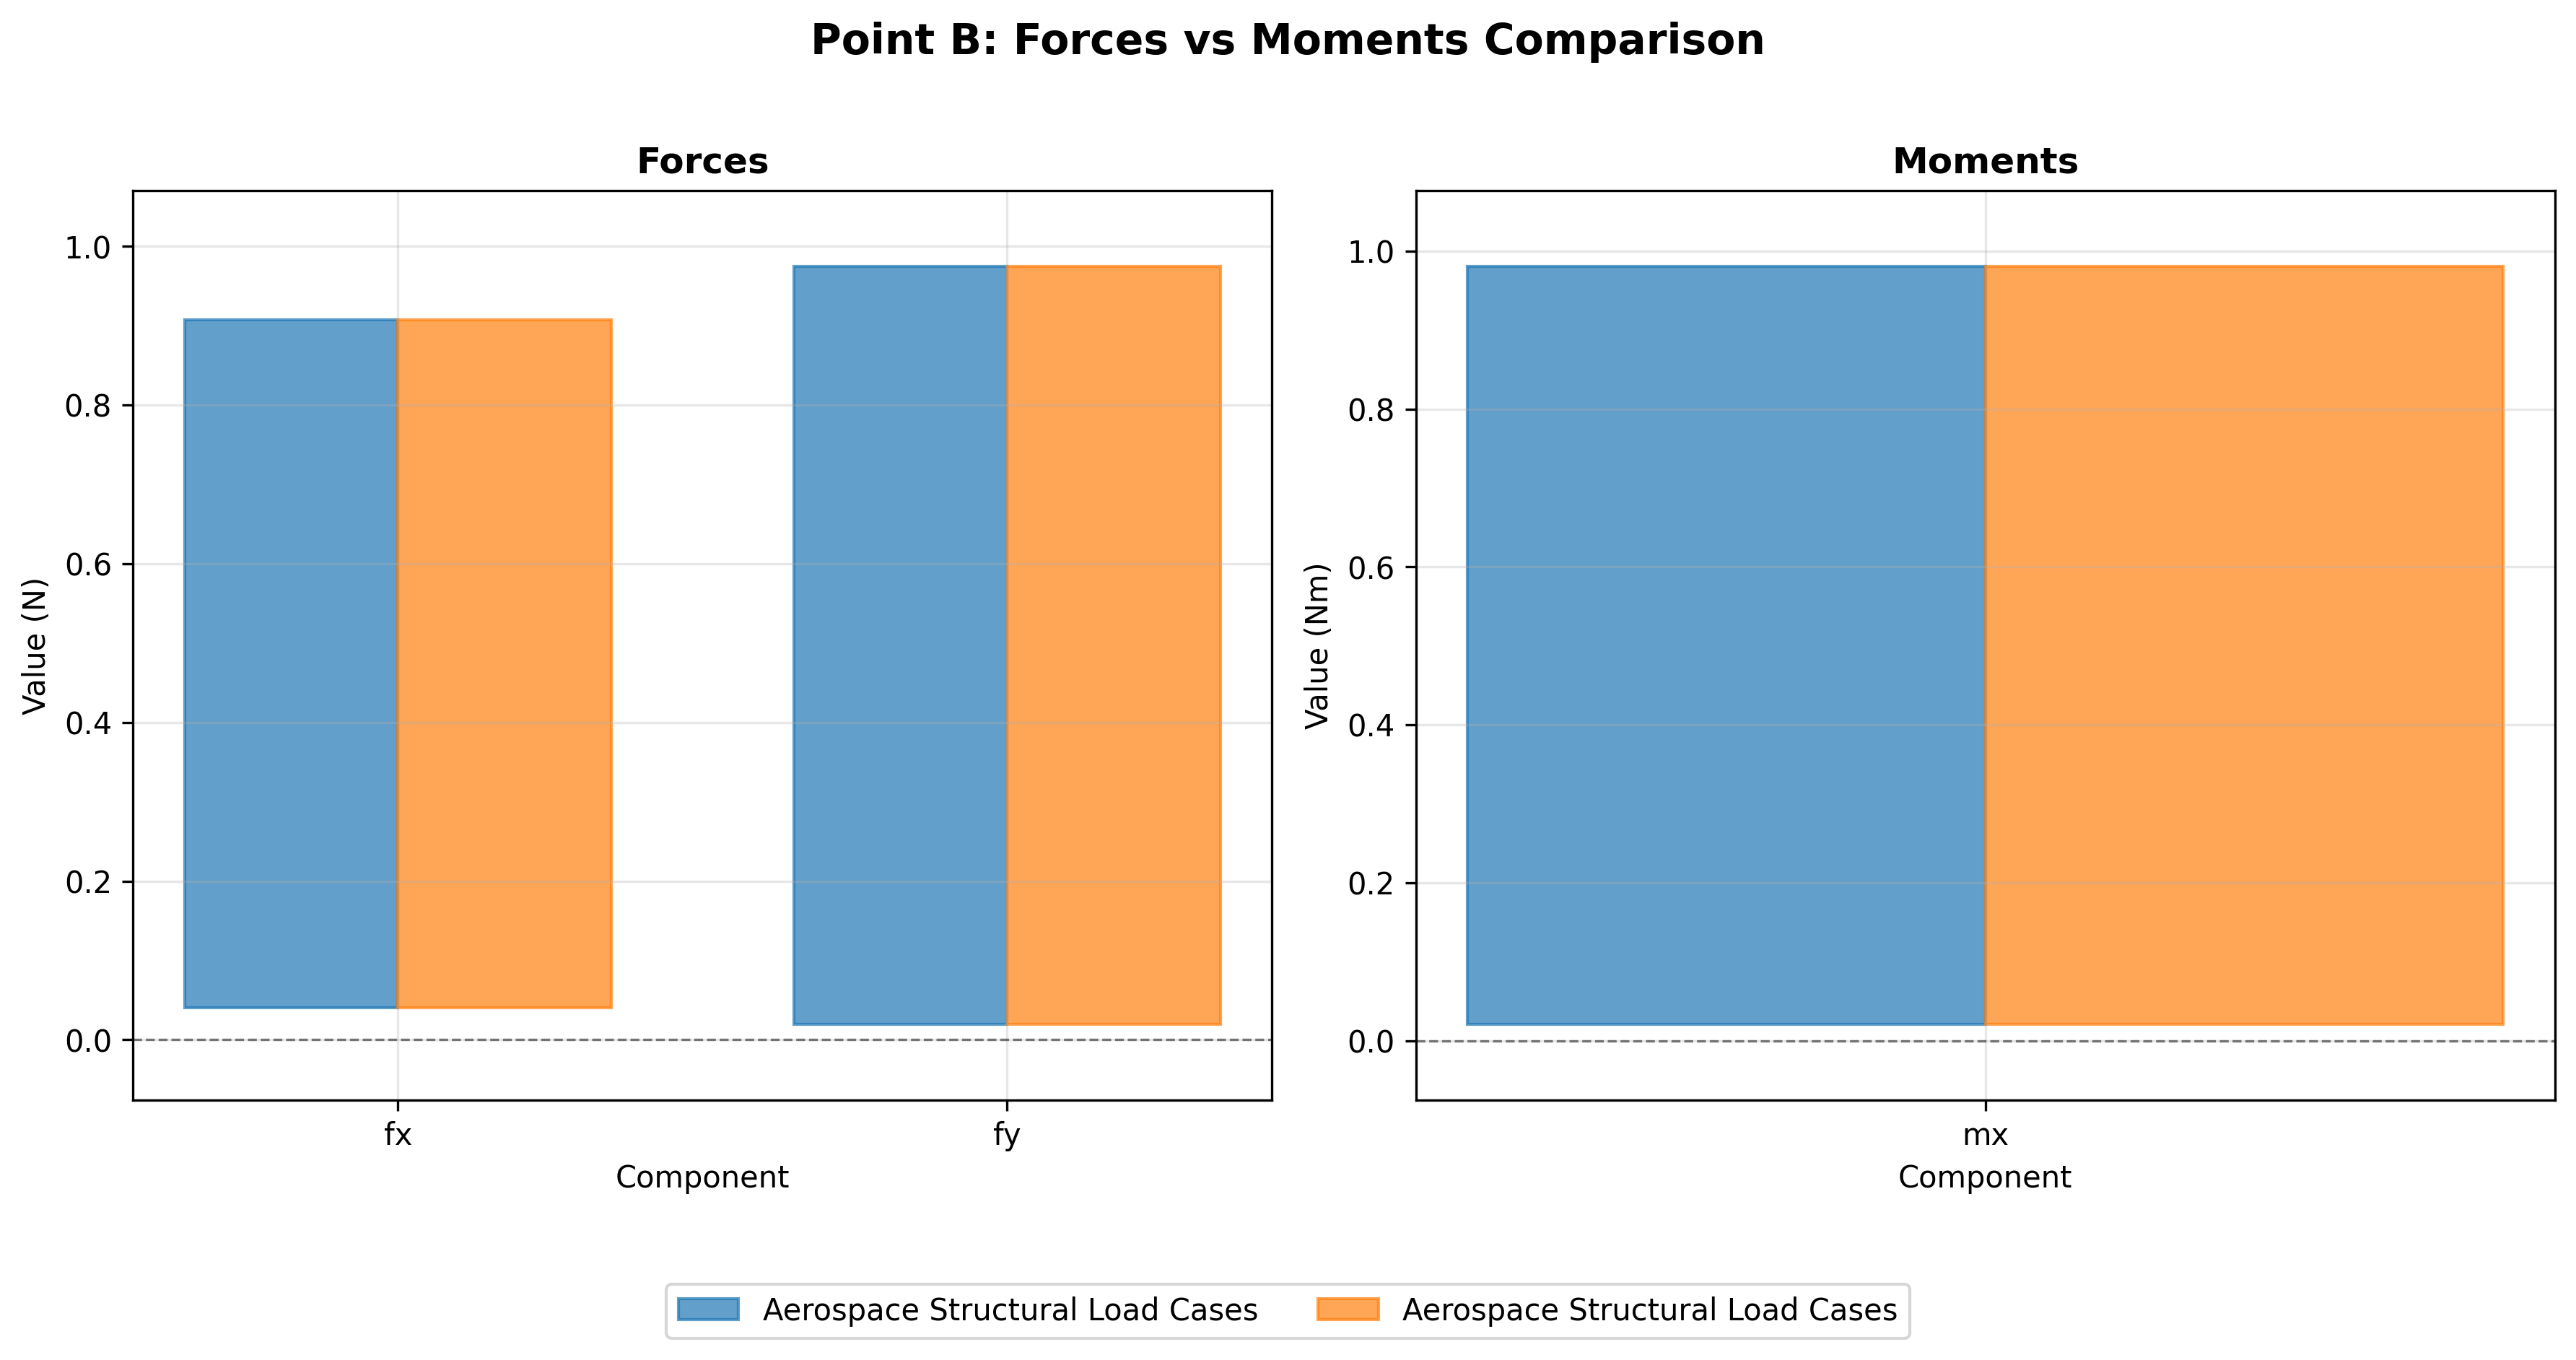 Point B: Forces vs Moments Comparison
Forces
Value (N)
1.0
0.8
0.6
0.4
0.2
0.0
fx fy
Component
Moments
Value (Nm)
1.0
0.8
0.6
0.4
0.2
0.0
mx
Component
Aerospace Structural Load Cases Aerospace Structural Load Cases